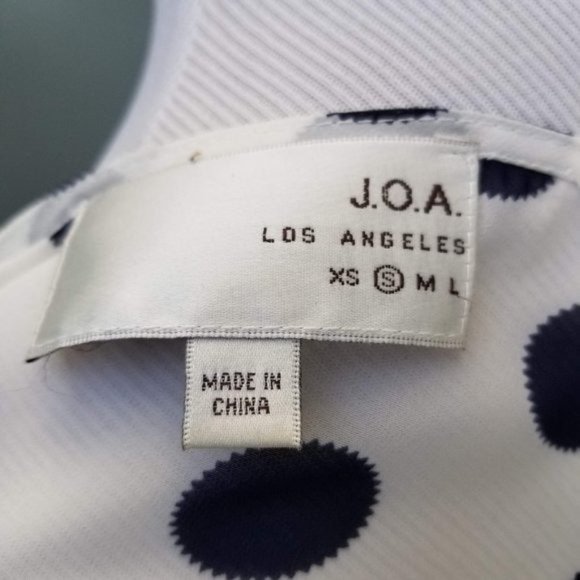 J.O.A.
LOS ANGELES
XS S M L
MADE IN
CHINA